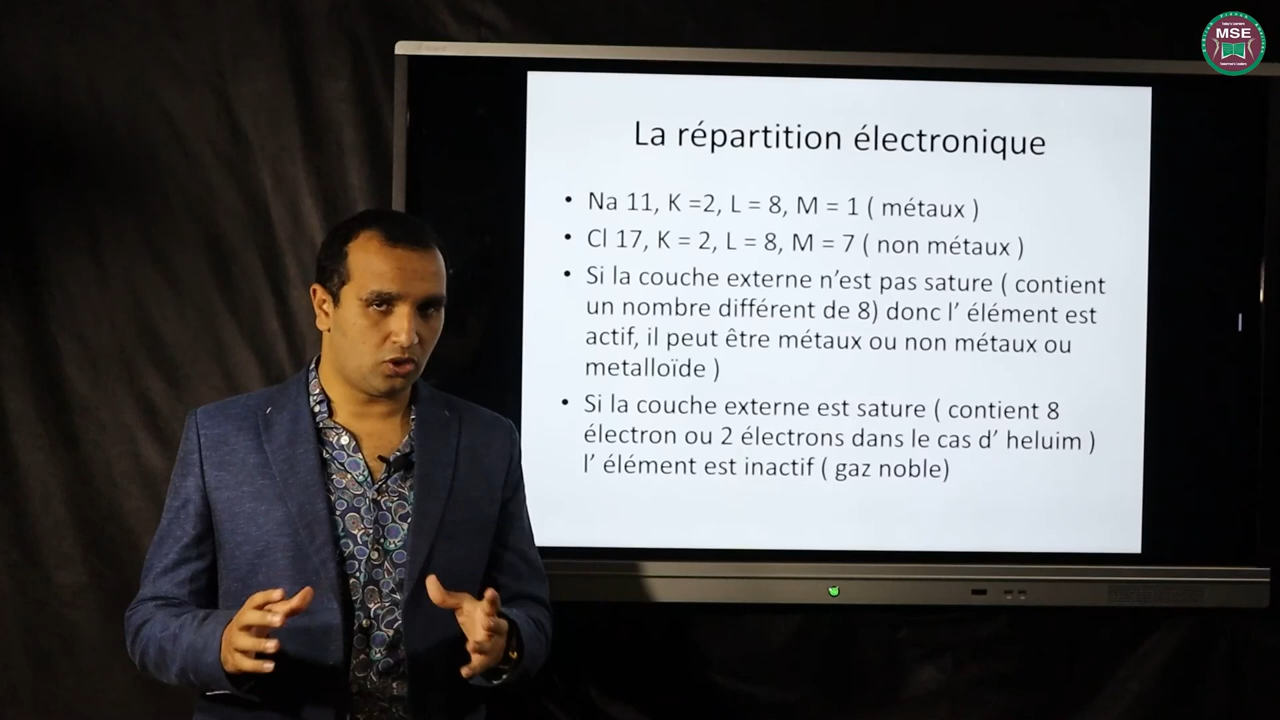 MSE
La répartition électronique
• Na 11, K =2, L = 8, M = 1 ( métaux )
• Cl 17, K = 2, L = 8, M = 7 ( non métaux )
• Si la couche externe n’est pas sature ( contient
un nombre différent de 8) donc l’ élément est
actif, il peut être métaux ou non métaux ou
metalloïde )
• Si la couche externe est sature ( contient 8
électron ou 2 électrons dans le cas d’ heluim )
l’ élément est inactif ( gaz noble)